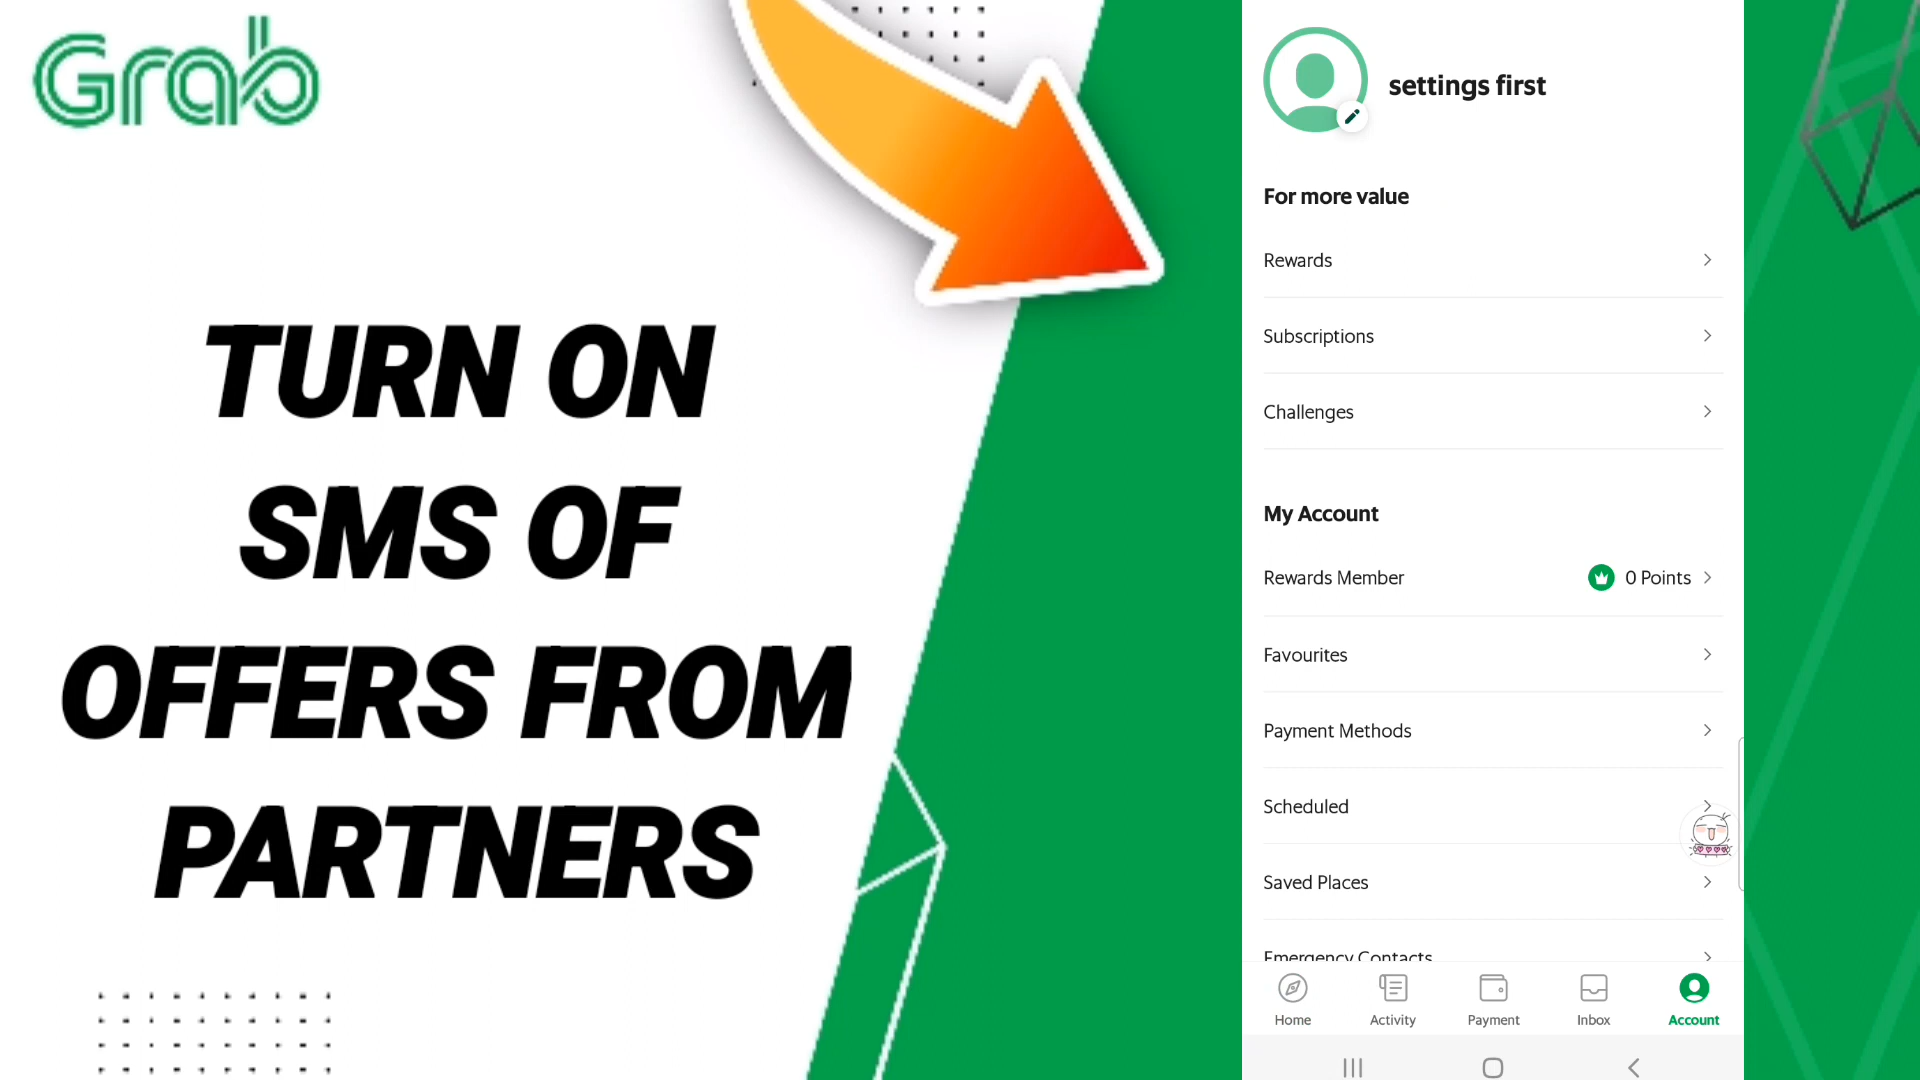 Grab
TURN ON
SMS OF
OFFERS FROM
PARTNERS
settings first
For more value
Rewards
Subscriptions
Challenges
My Account
Rewards Member 0 Points
Favourites
Payment Methods
Scheduled
Saved Places
Emergency Contacts
Home Activity Payment Inbox Account